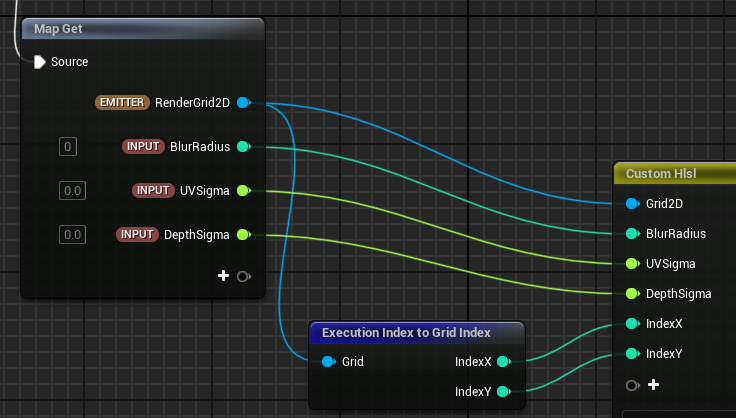 Map Get
Source
EMITTER RenderGrid2D
0 INPUT BlurRadius
0.0 INPUT UVSigma
0.0 INPUT DepthSigma
Custom Hlsl
Grid2D
BlurRadius
UVSigma
DepthSigma
IndexX
IndexY
Execution Index to Grid Index
Grid IndexX
IndexY